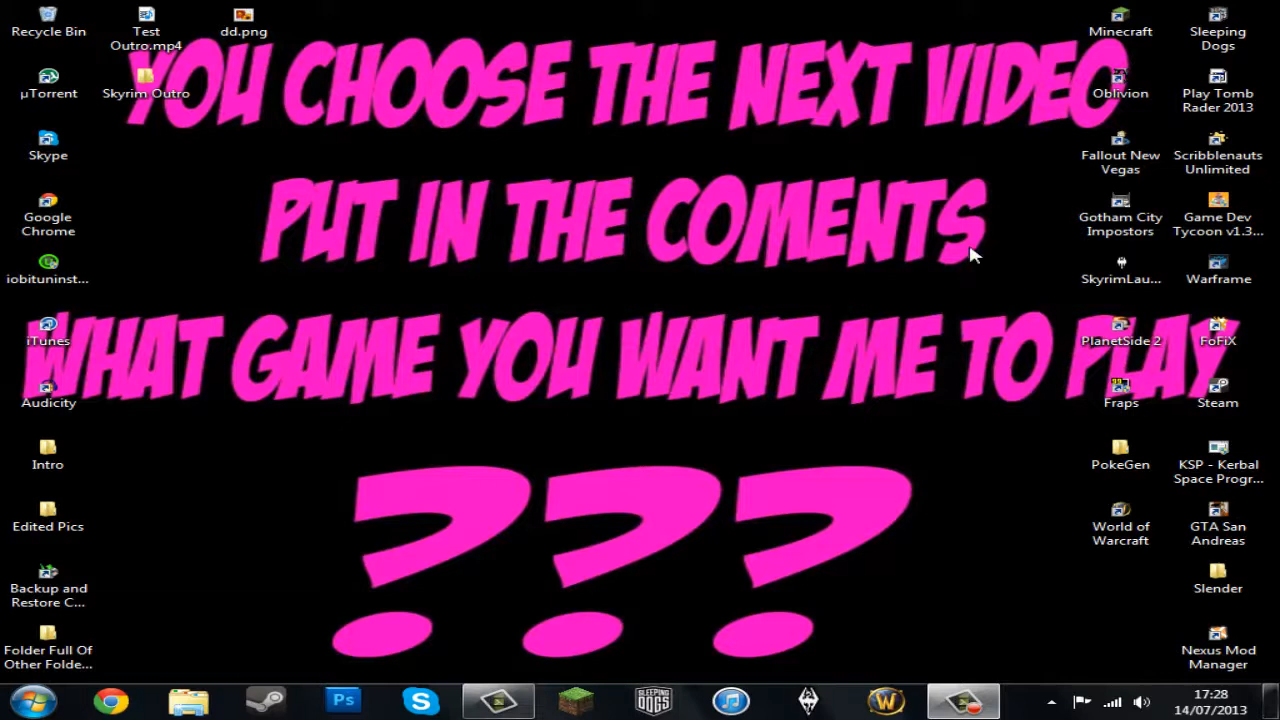 YOU CHOOSE THE NEXT VIDEO
PUT IN THE COMENTS
WHAT GAME YOU WANT ME TO PLAY
???
Recycle Bin
Test
Outro.mp4
dd.png
µTorrent
Skyrim Outro
Skype
Google
Chrome
iobituninst...
iTunes
Audicity
Intro
Edited Pics
Backup and
Restore C...
Folder Full Of
Other Folde...
Minecraft
Sleeping
Dogs
Oblivion
Play Tomb
Rader 2013
Fallout New
Vegas
Scribblenauts
Unlimited
Gotham City
Impostors
Game Dev
Tycoon v1.3...
SkyrimLau...
Warframe
PlanetSide 2
FoFiX
Fraps
Steam
PokeGen
KSP - Kerbal
Space Progr...
World of
Warcraft
GTA San
Andreas
Slender
Nexus Mod
Manager
Ps
SLEEPING
DOGS
W
17:28
14/07/2013